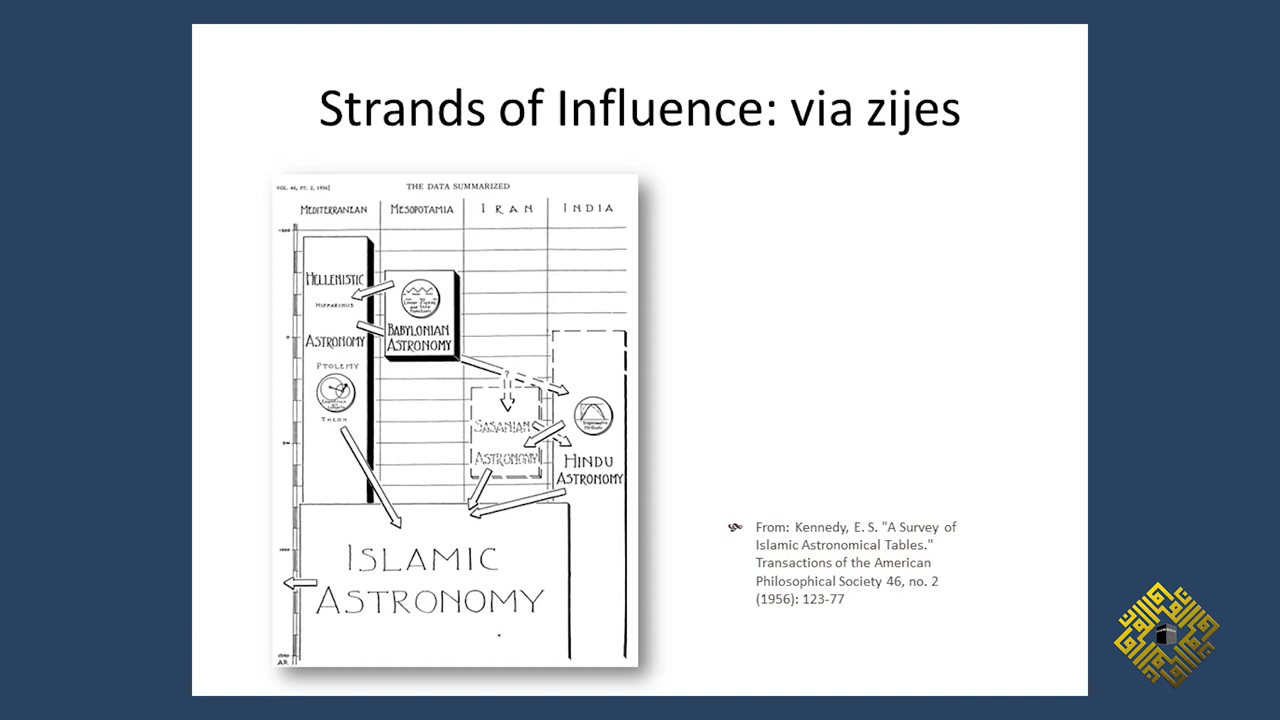 Strands of Influence: via zijes
VOL. 46, PT. 2, 1956]
THE DATA SUMMARIZED
MEDITERRANEAN
MESOPOTAMIA
IRAN
INDIA
HELLENISTIC
HIPPARCHUS
ASTRONOMY
PTOLEMY
THEON
BABYLONIAN
ASTRONOMY
?
SASANIAN
ASTRONOMY
HINDU
ASTRONOMY
ISLAMIC
ASTRONOMY
0
A.D.
From: Kennedy, E. S. "A Survey of
Islamic Astronomical Tables."
Transactions of the American
Philosophical Society 46, no. 2
(1956): 123-77